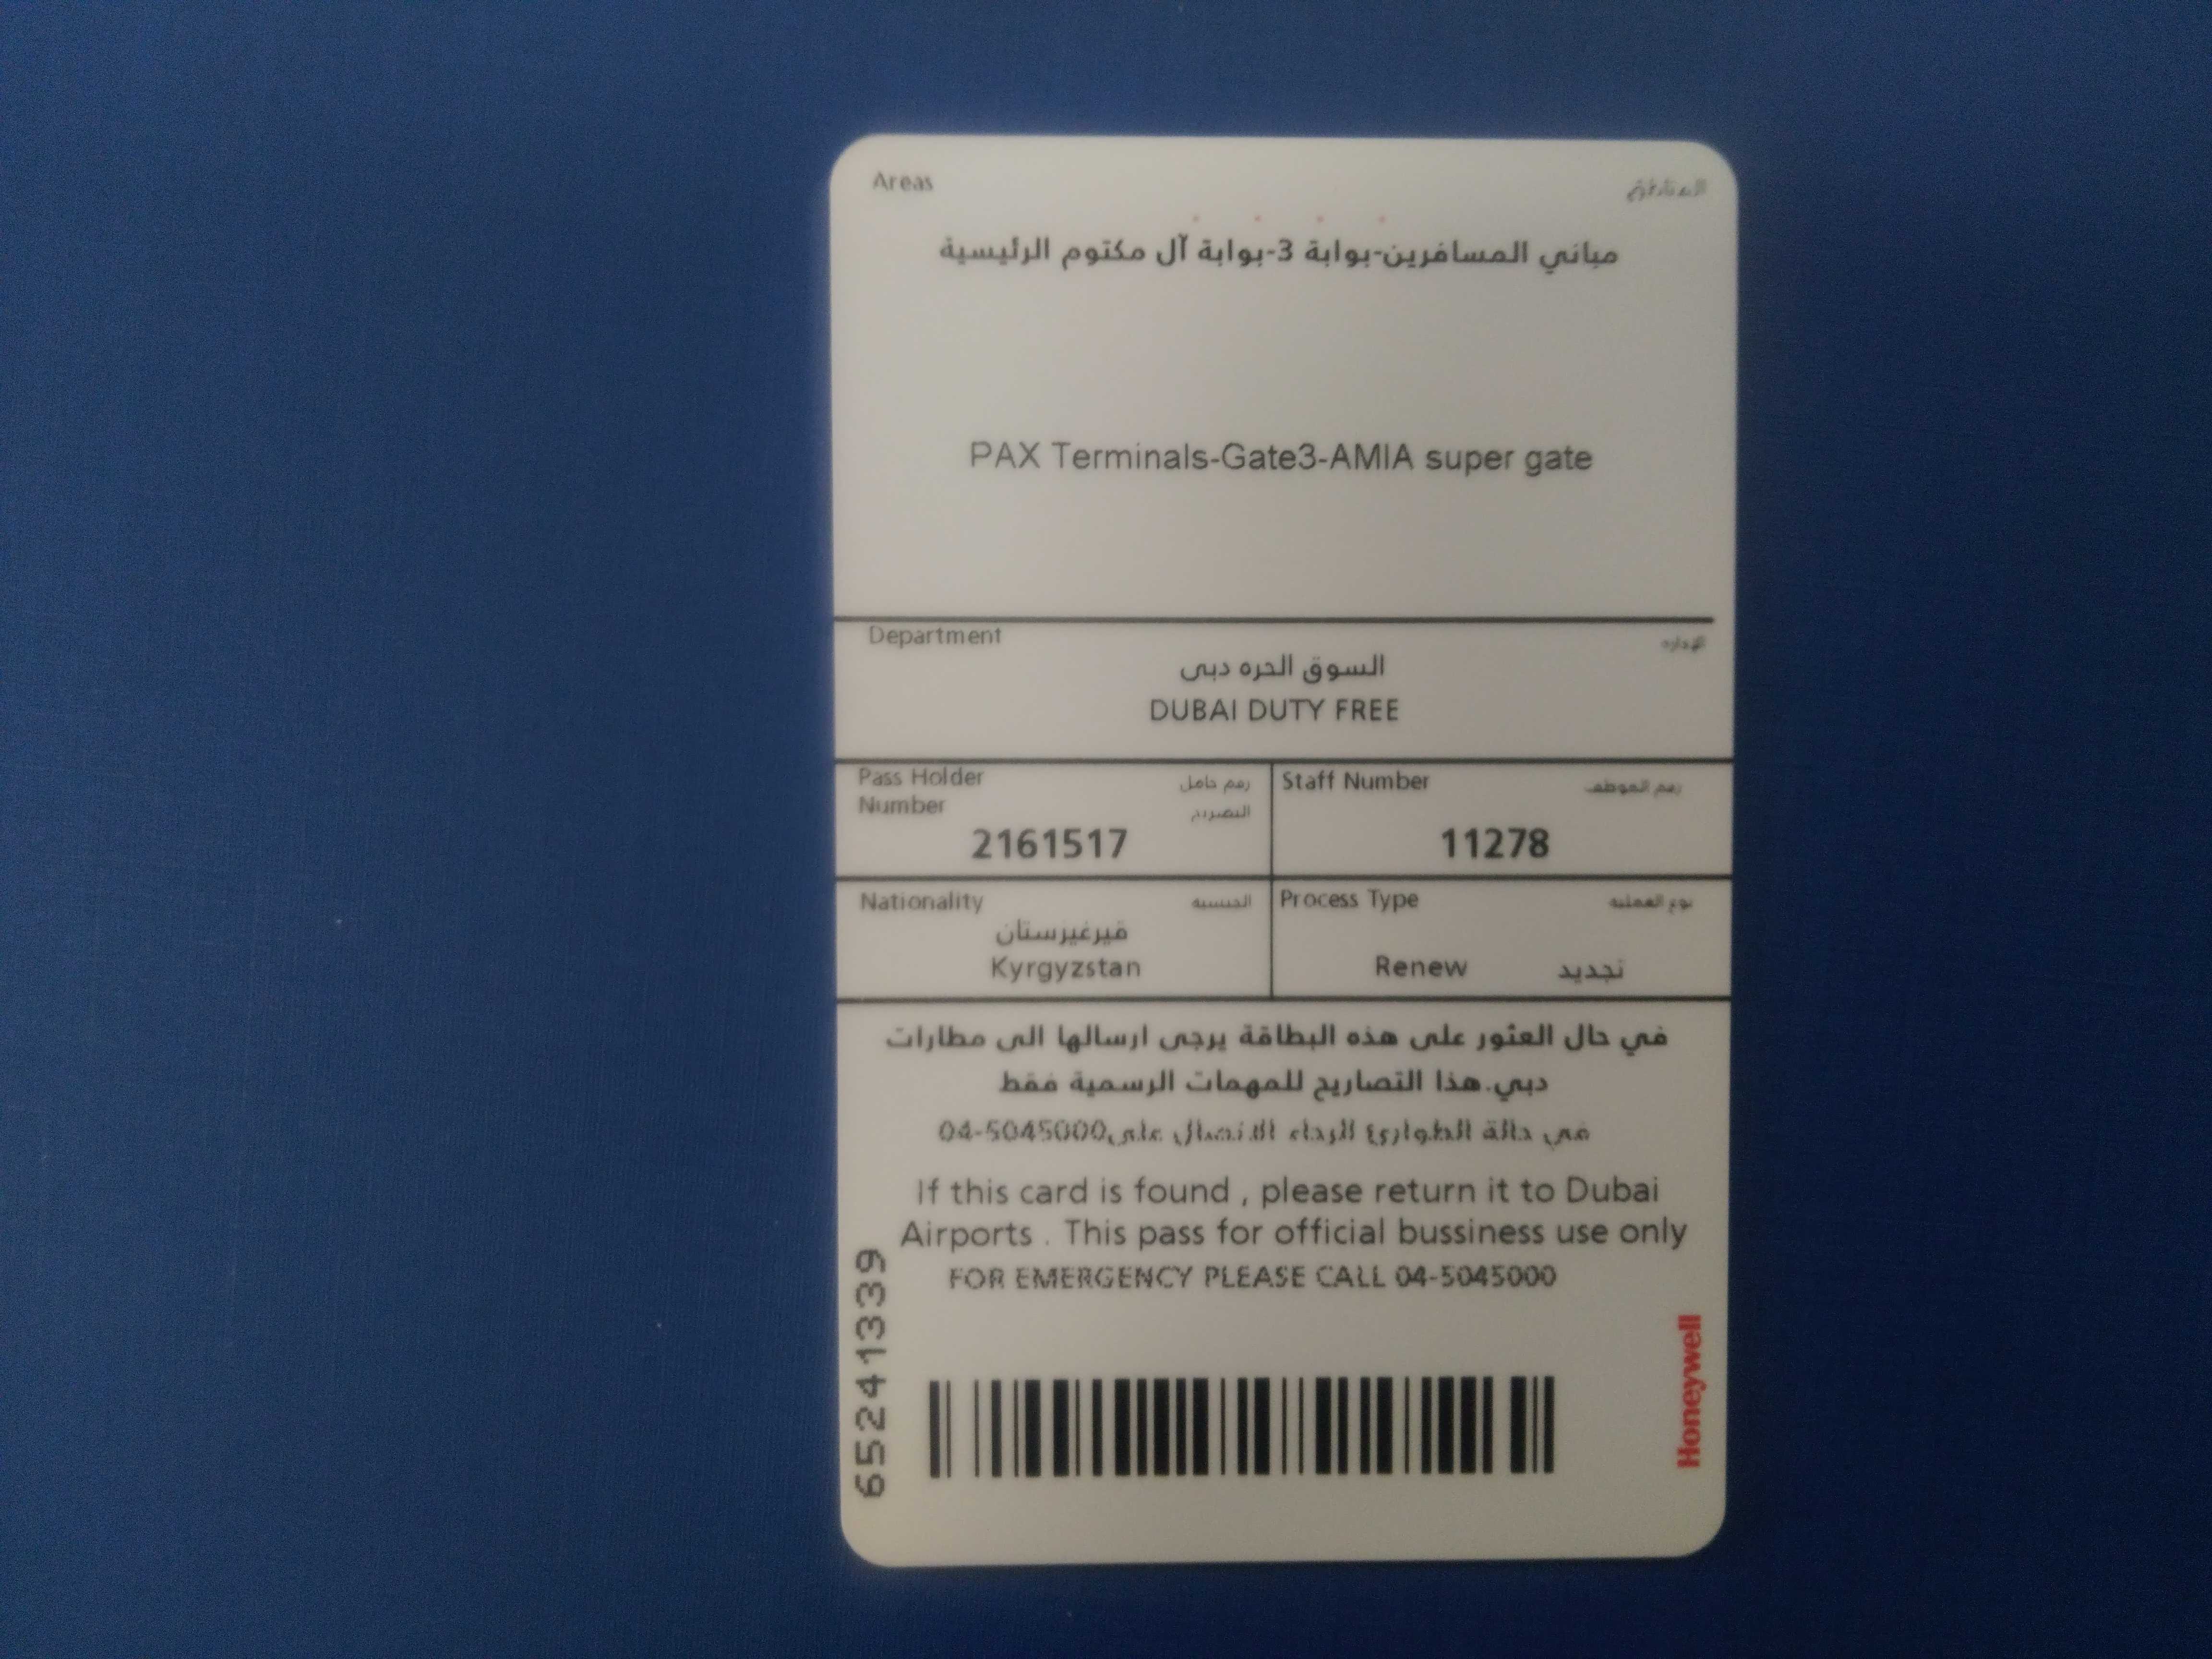 Areas المناطق
مباني المسافرين-بوابة 3-بوابة آل مكتوم الرئيسية
PAX Terminals-Gate3-AMIA super gate
Department الإدارة
السوق الحره دبى
DUBAI DUTY FREE
Pass Holder رقم حامل
Number التصريح
2161517
Staff Number رقم الموظف
11278
Nationality الجنسية
قيرغيزستان
Kyrgyzstan
Process Type نوع العملية
Renew تجديد
في حال العثور على هذه البطاقة يرجى ارسالها الى مطارات
دبي.هذا التصاريح للمهمات الرسمية فقط
في حالة الطوارئ الرجاء الاتصال على04-5045000
If this card is found , please return it to Dubai
Airports . This pass for official bussiness use only
FOR EMERGENCY PLEASE CALL 04-5045000
65241339
Honeywell